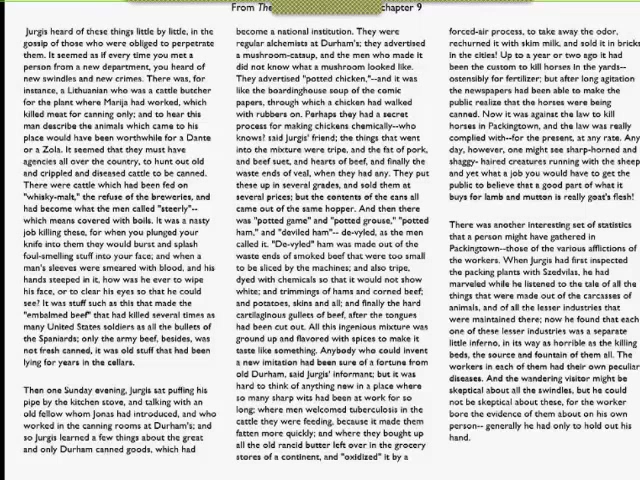 From The chapter 9
Jurgis heard of these things little by little, in the
gossip of those who were obliged to perpetrate
them. It seemed as if every time you met a
person from a new department, you heard of
new swindles and new crimes. There was, for
instance, a Lithuanian who was a cattle butcher
for the plant where Marija had worked, which
killed meat for canning only; and to hear this
man describe the animals which came to his
place would have been worthwhile for a Dante
or a Zola. It seemed that they must have
agencies all over the country, to hunt out old
and crippled and diseased cattle to be canned.
There were cattle which had been fed on
"whisky-malt," the refuse of the breweries, and
had become what the men called "steerly"--
which means covered with boils. It was a nasty
job killing these, for when you plunged your
knife into them they would burst and splash
foul-smelling stuff into your face; and when a
man's sleeves were smeared with blood, and his
hands steeped in it, how was he ever to wipe
his face, or to clear his eyes so that he could
see? It was stuff such as this that made the
"embalmed beef" that had killed several times as
many United States soldiers as all the bullets of
the Spaniards; only the army beef, besides, was
not fresh canned, it was old stuff that had been
lying for years in the cellars.
Then one Sunday evening, Jurgis sat puffing his
pipe by the kitchen stove, and talking with an
old fellow whom Jonas had introduced, and who
worked in the canning rooms at Durham's; and
so Jurgis learned a few things about the great
and only Durham canned goods, which had
become a national institution. They were
regular alchemists at Durham's; they advertised
a mushroom-catsup, and the men who made it
did not know what a mushroom looked like.
They advertised "potted chicken,"--and it was
like the boardinghouse soup of the comic
papers, through which a chicken had walked
with rubbers on. Perhaps they had a secret
process for making chickens chemically--who
knows? said Jurgis' friend; the things that went
into the mixture were tripe, and the fat of pork,
and beef suet, and hearts of beef, and finally the
waste ends of veal, when they had any. They put
these up in several grades, and sold them at
several prices; but the contents of the cans all
came out of the same hopper. And then there
was "potted game" and "potted grouse," "potted
ham," and "deviled ham"-- de-vyled, as the men
called it. "De-vyled" ham was made out of the
waste ends of smoked beef that were too small
to be sliced by the machines; and also tripe,
dyed with chemicals so that it would not show
white; and trimmings of hams and corned beef;
and potatoes, skins and all; and finally the hard
cartilaginous gullets of beef, after the tongues
had been cut out. All this ingenious mixture was
ground up and flavored with spices to make it
taste like something. Anybody who could invent
a new imitation had been sure of a fortune from
old Durham, said Jurgis' informant; but it was
hard to think of anything new in a place where
so many sharp wits had been at work for so
long; where men welcomed tuberculosis in the
cattle they were feeding, because it made them
fatten more quickly; and where they bought up
all the old rancid butter left over in the grocery
stores of a continent, and "oxidized" it by a
forced-air process, to take away the odor,
rechurned it with skim milk, and sold it in bricks
in the cities! Up to a year or two ago it had
been the custom to kill horses in the yards--
ostensibly for fertilizer; but after long agitation
the newspapers had been able to make the
public realize that the horses were being
canned. Now it was against the law to kill
horses in Packingtown, and the law was really
complied with--for the present, at any rate. Any
day, however, one might see sharp-horned and
shaggy- haired creatures running with the sheep
and yet what a job you would have to get the
public to believe that a good part of what it
buys for lamb and mutton is really goat's flesh!
There was another interesting set of statistics
that a person might have gathered in
Packingtown--those of the various afflictions of
the workers. When Jurgis had first inspected
the packing plants with Szedvilas, he had
marveled while he listened to the tale of all the
things that were made out of the carcasses of
animals, and of all the lesser industries that
were maintained there; now he found that each
one of these lesser industries was a separate
little inferno, in its way as horrible as the killing
beds, the source and fountain of them all. The
workers in each of them had their own peculiar
diseases. And the wandering visitor might be
skeptical about all the swindles, but he could
not be skeptical about these, for the worker
bore the evidence of them about on his own
person-- generally he had only to hold out his
hand.